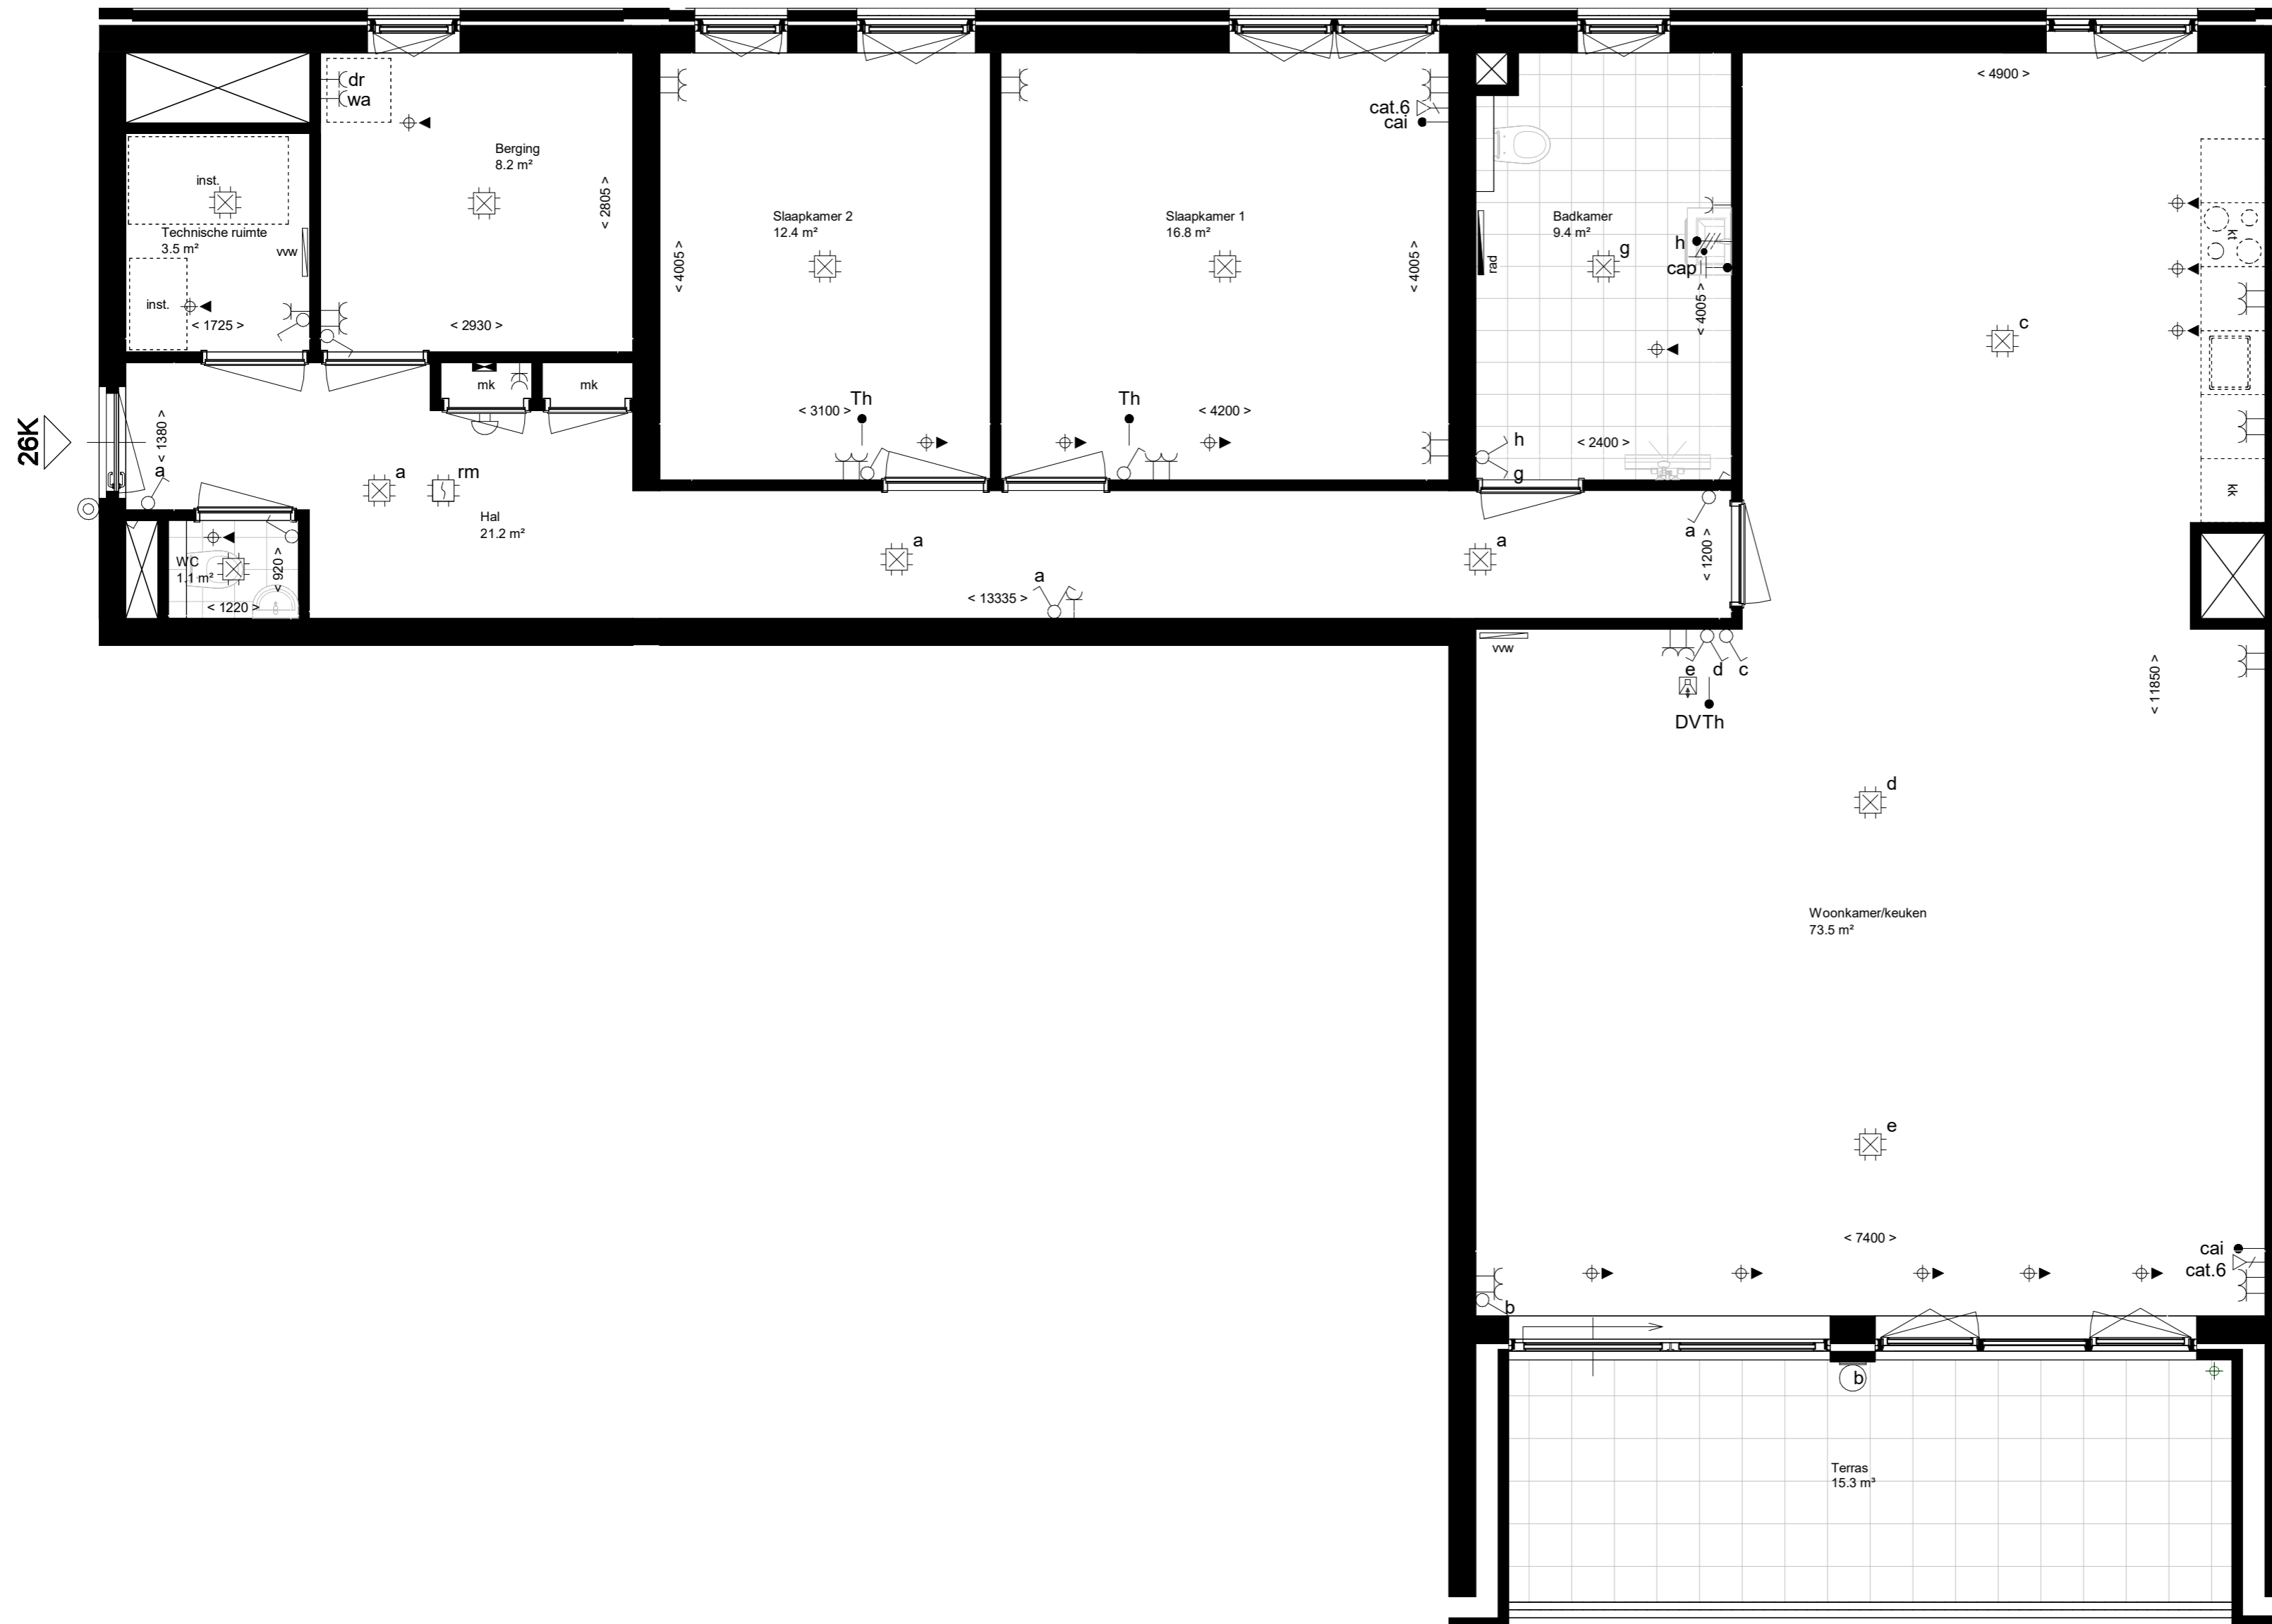 dr
wa
< 4900 >
cat.6
cai
Berging
8.2 m²
inst.
< 2805 >
Slaapkamer 2
12.4 m²
Slaapkamer 1
16.8 m²
Badkamer
9.4 m²
Technische ruimte
3.5 m²
vvw
< 4005 >
< 4005 >
rad
g
h
cap
< 4005 >
kt
inst.
< 1725 >
< 2930 >
c
mk
mk
Th
Th
< 3100 >
< 4200 >
26K
< 1380 >
a
a
rm
h
g
< 2400 >
kk
Hal
21.2 m²
a
a
a
< 1200 >
WC
1.1 m²
< 920 >
< 1220 >
a
< 13335 >
vvw
e
d
c
< 11850 >
DVTh
d
Woonkamer/keuken
73.5 m²
e
< 7400 >
cai
cat.6
b
b
Terras
15.3 m²